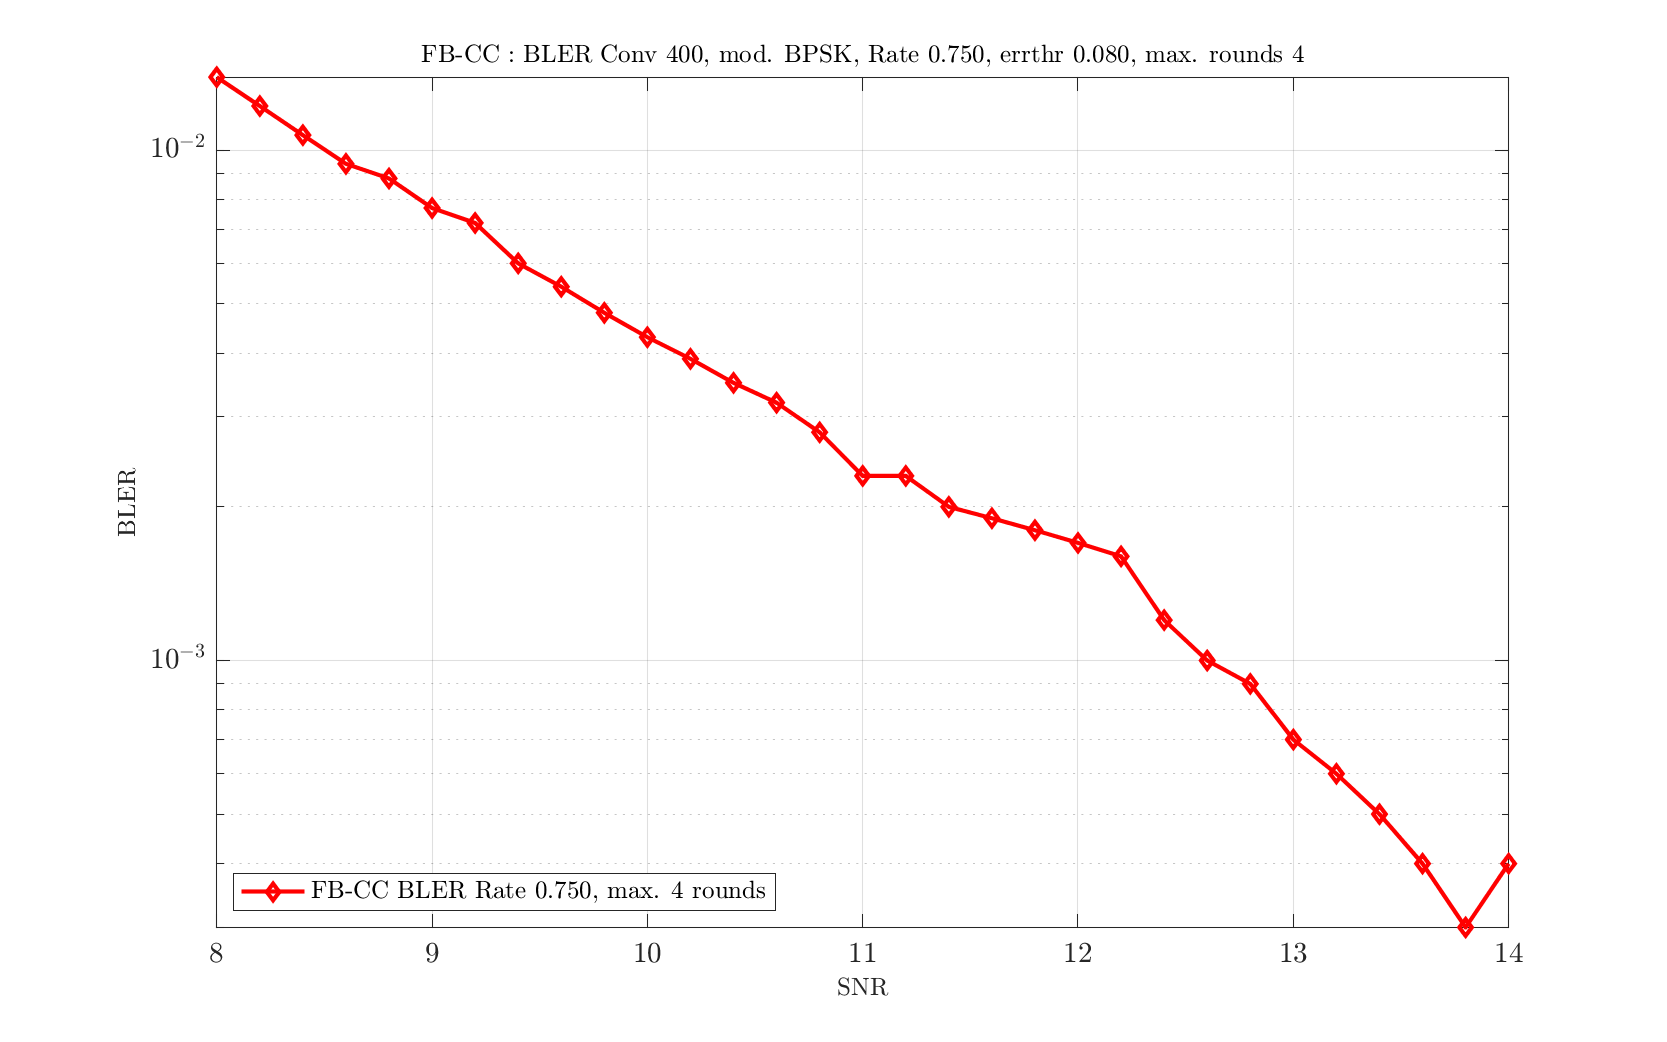 FB-CC : BLER Conv 400, mod. BPSK, Rate 0.750, errthr 0.080, max. rounds 4
10⁻²
BLER
10⁻³
FB-CC BLER Rate 0.750, max. 4 rounds
8 9 10 11 12 13 14
SNR